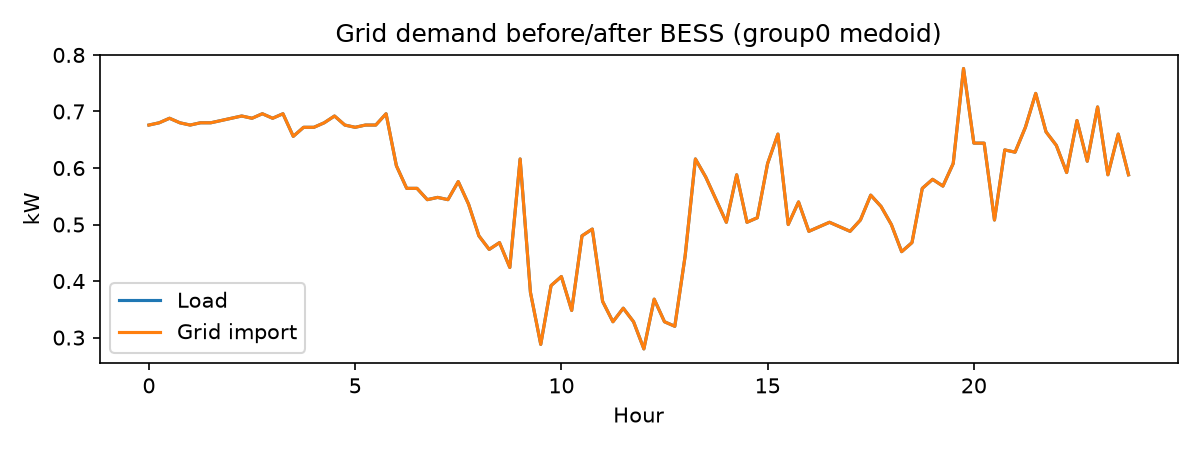 Grid demand before/after BESS (group0 medoid)
0.8
0.7
0.6
0.5
0.4
0.3
kW
Load
Grid import
0 5 10 15 20
Hour